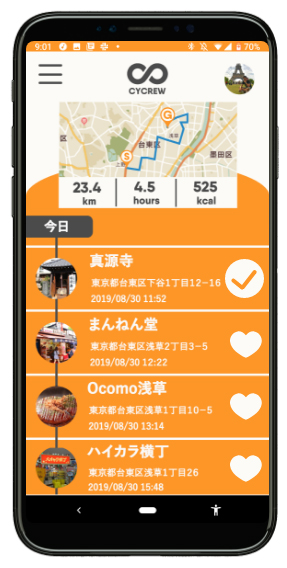 9:01
70%
CYCREW
台東区
墨田区
G
S
23.4 km
4.5 hours
525 kcal
今日
真源寺
東京都台東区下谷1丁目12−16
2019/08/30 11:52
まんねん堂
東京都台東区浅草2丁目3−5
2019/08/30 12:22
Ocomo浅草
東京都台東区浅草1丁目10−5
2019/08/30 13:14
ハイカラ横丁
東京都台東区浅草1丁目26
2019/08/30 15:48